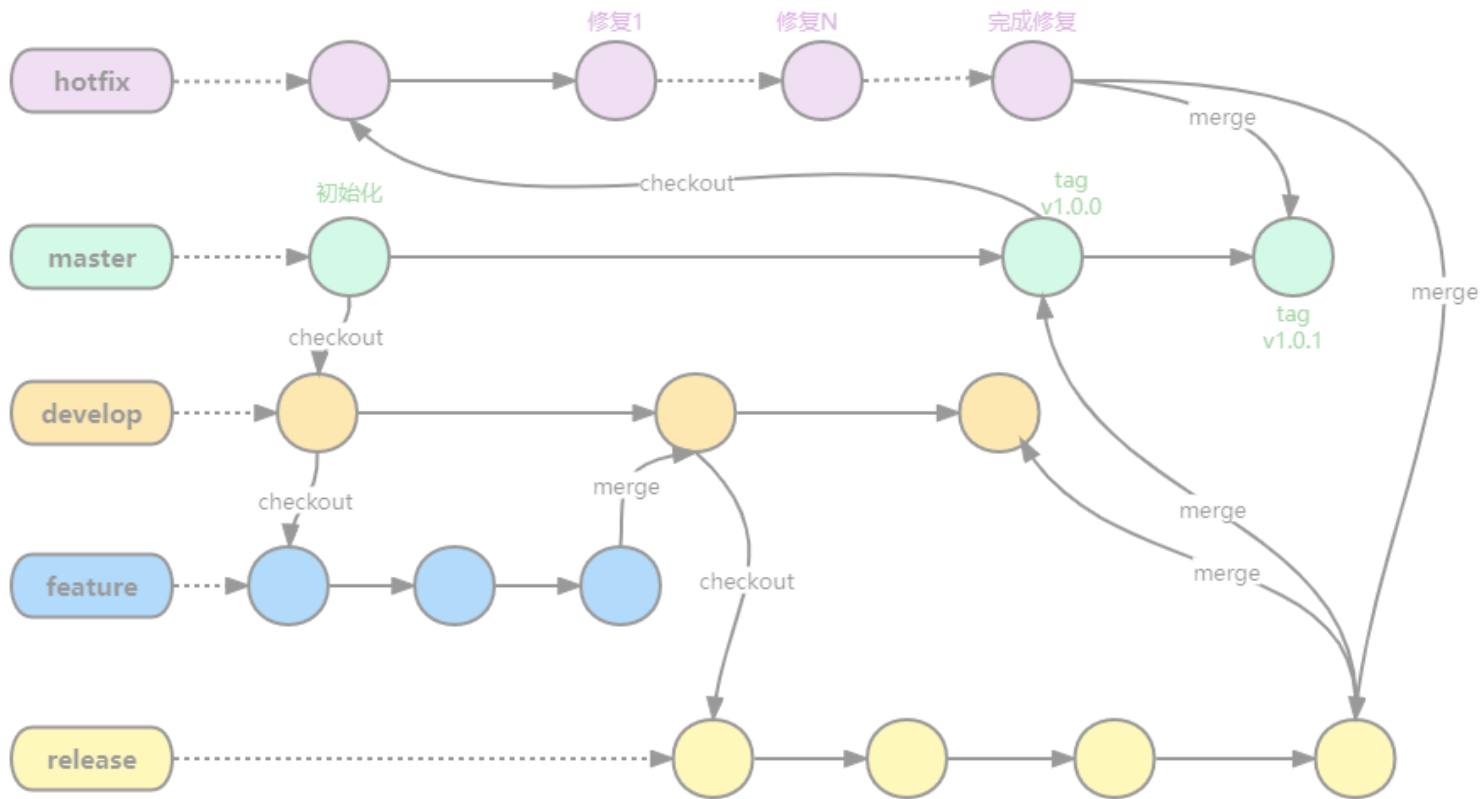 修复1
修复N
完成修复
hotfix
merge
checkout
初始化
tag
v1.0.0
master
merge
tag
v1.0.1
checkout
develop
merge
checkout
merge
feature
checkout
merge
release